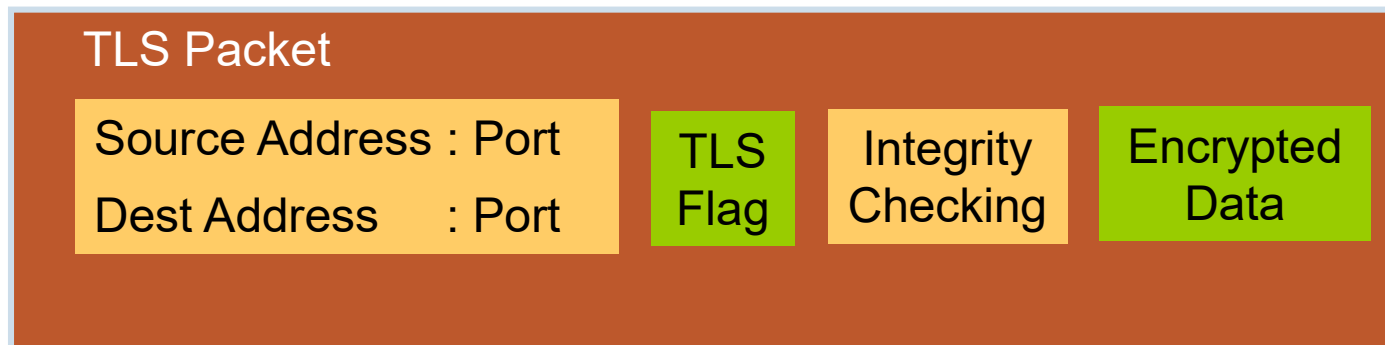 TLS Packet
Source Address : Port
Dest Address : Port
TLS
Flag
Integrity
Checking
Encrypted
Data